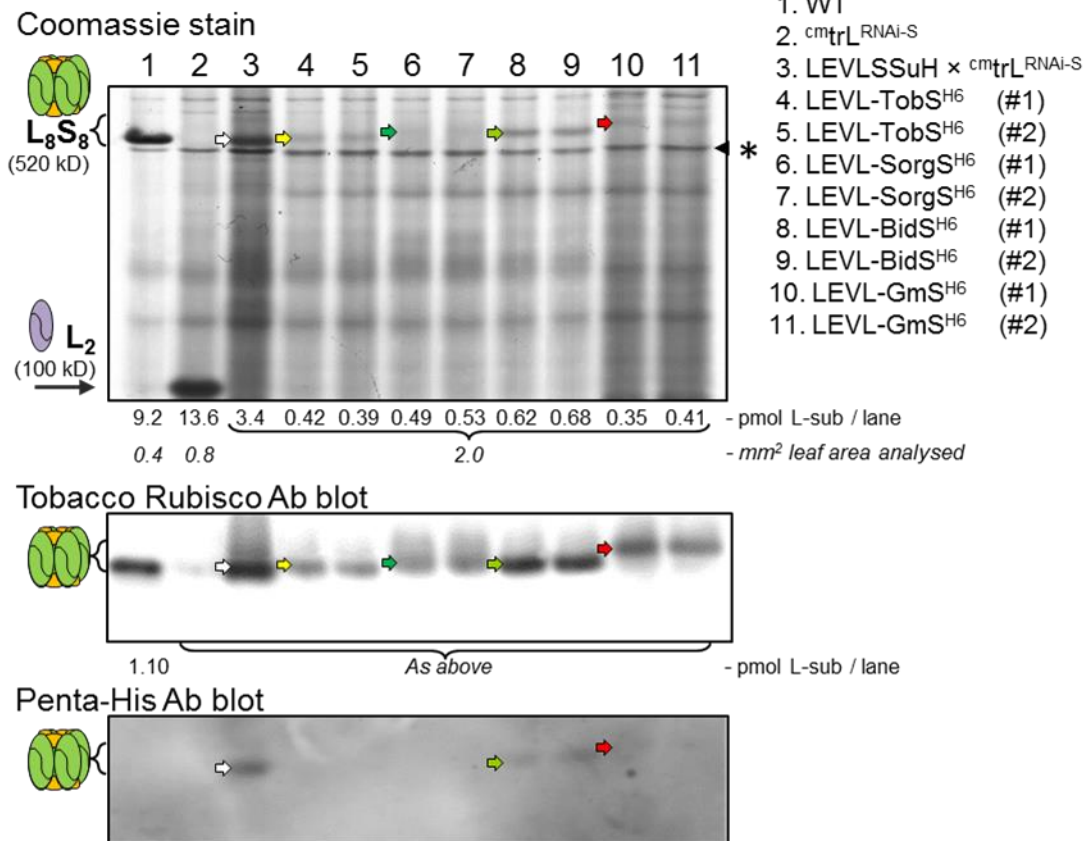 Coomassie stain
1 2 3 4 5 6 7 8 9 10 11
L₈S₈
(520 kD)
*
L₂
(100 kD)
9.2 13.6 3.4 0.42 0.39 0.49 0.53 0.62 0.68 0.35 0.41 - pmol L-sub / lane
0.4 0.8 2.0 - mm² leaf area analysed
1. WT
2. ᶜᵐtrLᴿᴺᴬⁱ⁻ˢ
3. LEVLSSuH × ᶜᵐtrLᴿᴺᴬⁱ⁻ˢ
4. LEVL-TobSᴴ⁶ (#1)
5. LEVL-TobSᴴ⁶ (#2)
6. LEVL-SorgSᴴ⁶ (#1)
7. LEVL-SorgSᴴ⁶ (#2)
8. LEVL-BidSᴴ⁶ (#1)
9. LEVL-BidSᴴ⁶ (#2)
10. LEVL-GmSᴴ⁶ (#1)
11. LEVL-GmSᴴ⁶ (#2)
Tobacco Rubisco Ab blot
1.10 As above - pmol L-sub / lane
Penta-His Ab blot